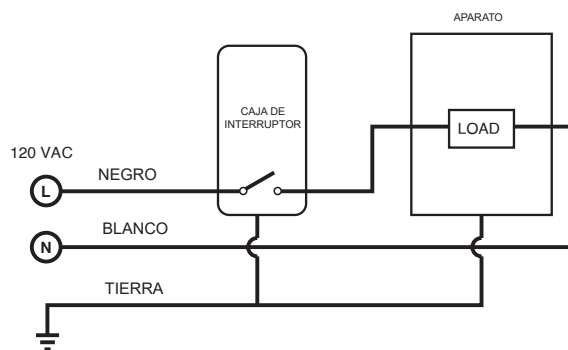 APARATO
CAJA DE
INTERRUPTOR
LOAD
120 VAC
NEGRO
L
BLANCO
N
TIERRA